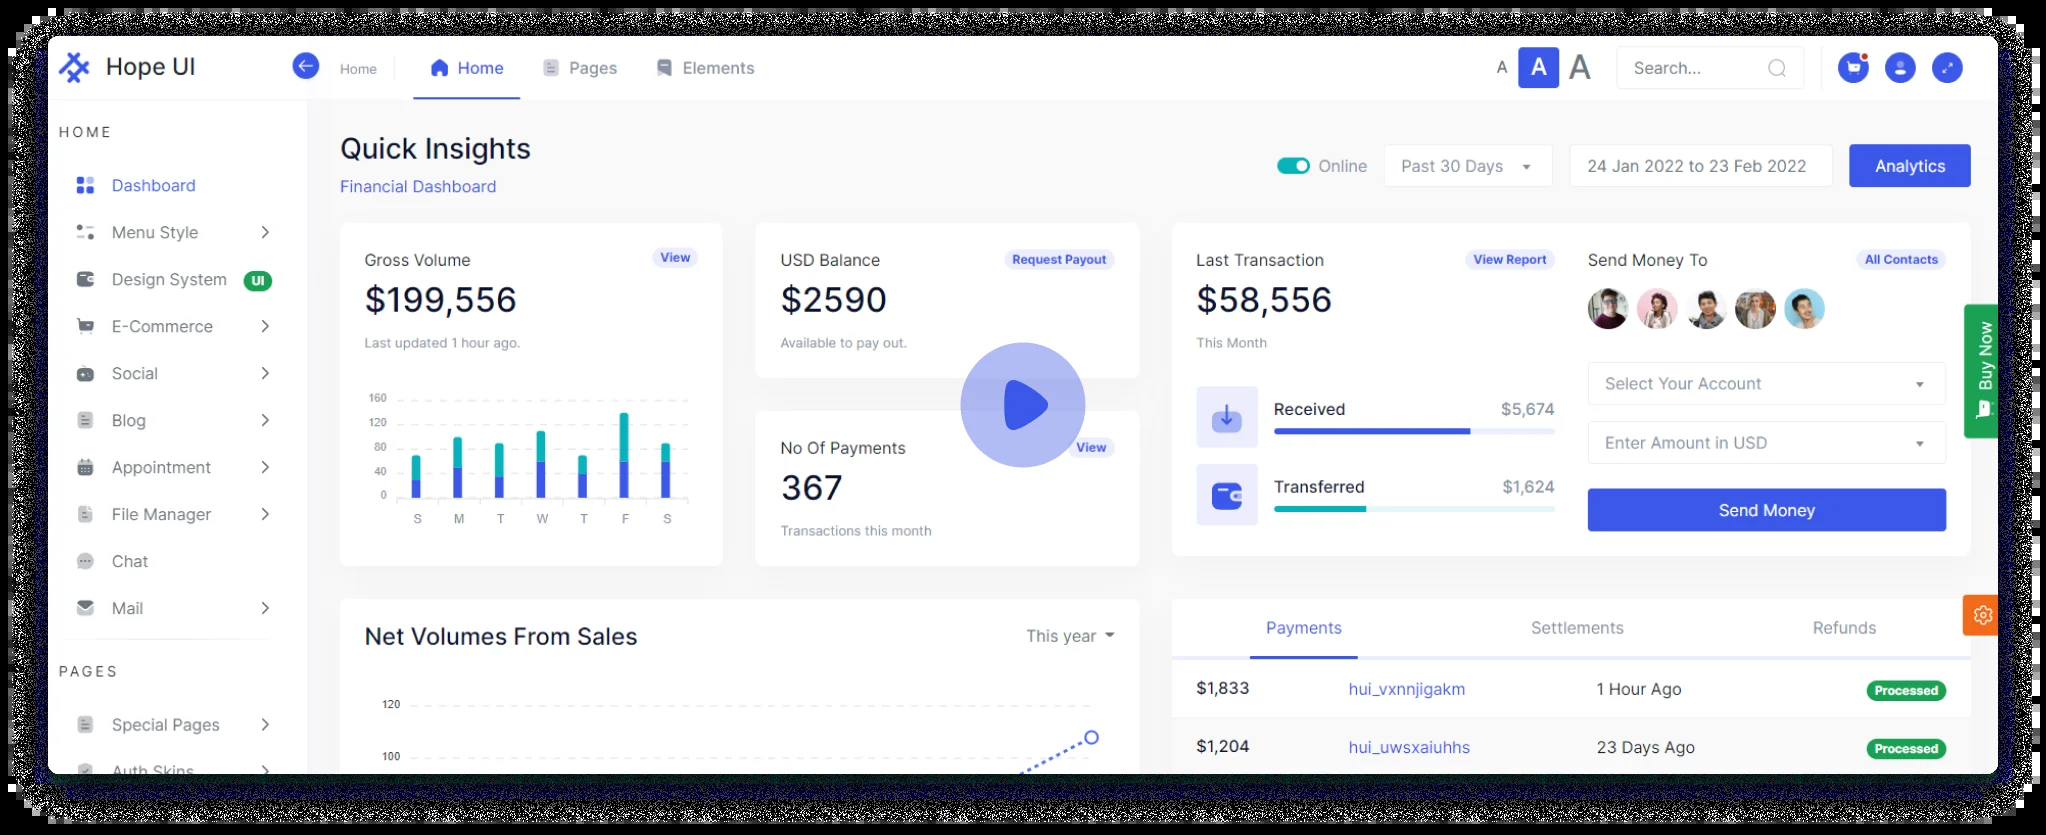 Hope UI
Home
Home
Pages
Elements
A A A
Search...
HOME
Dashboard
Menu Style
Design System UI
E-Commerce
Social
Blog
Appointment
File Manager
Chat
Mail
PAGES
Special Pages
Auth Skins
Quick Insights
Financial Dashboard
Online
Past 30 Days
24 Jan 2022 to 23 Feb 2022
Analytics
Gross Volume
View
$199,556
Last updated 1 hour ago.
160
120
80
40
0
S M T W T F S
USD Balance
Request Payout
$2590
Available to pay out.
No Of Payments
View
367
Transactions this month
Last Transaction
View Report
$58,556
This Month
Received $5,674
Transferred $1,624
Send Money To
All Contacts
Select Your Account
Enter Amount in USD
Send Money
Buy Now
Net Volumes From Sales
This year
120
100
Payments Settlements Refunds
$1,833 hui_vxnnjigakm 1 Hour Ago Processed
$1,204 hui_uwsxaiuhhs 23 Days Ago Processed